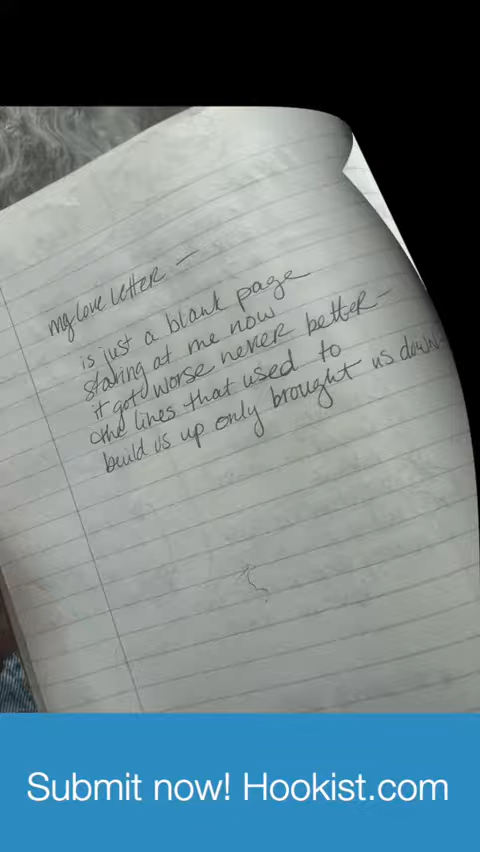 my love letter —
is just a blank page
staring at me now
it got worse never better —
the lines that used to
build us up only brought us down
Submit now! Hookist.com